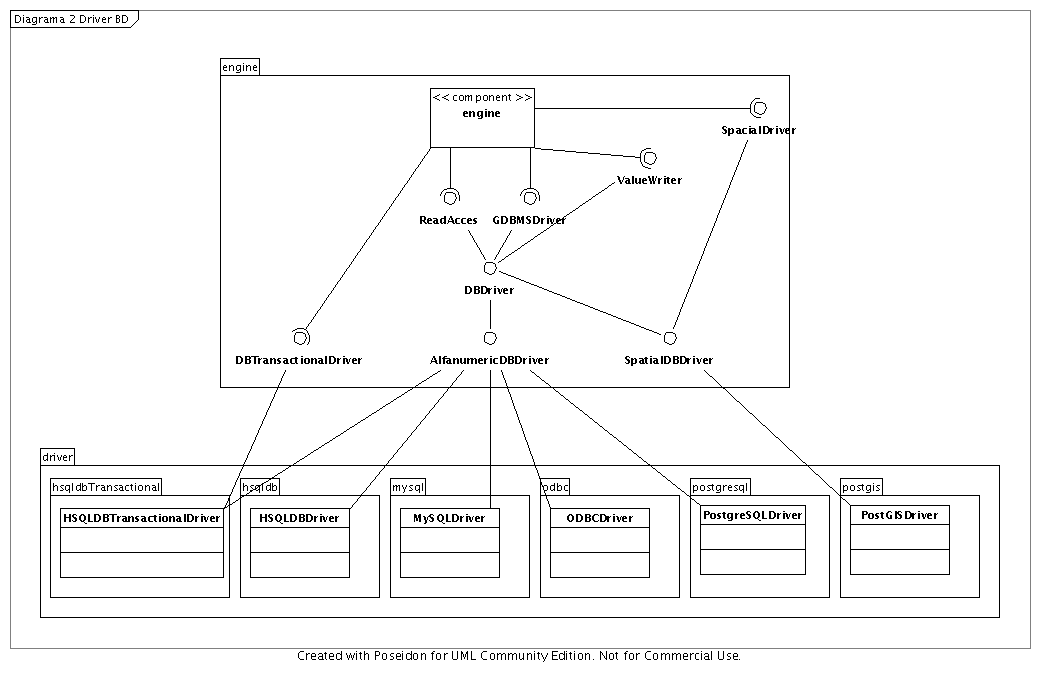 Diagrama 2 Driver BD
engine
<< component >>
engine
SpacialDriver
ValueWriter
ReadAcces
GDBMSDriver
DBDriver
DBTransactionalDriver
AlfanumericDBDriver
SpatialDBDriver
driver
hsqldbTransactional
hsqldb
mysql
odbc
postgresql
postgis
HSQLDBTransactionalDriver
HSQLDBDriver
MySQLDriver
ODBCDriver
PostgreSQLDriver
PostGISDriver
Created with Poseidon for UML Community Edition. Not for Commercial Use.